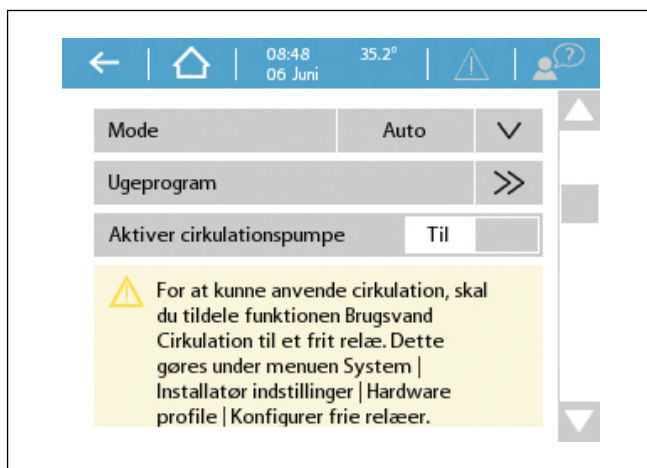 08:48 35.2°
06 Juni
?
Mode Auto
Ugeprogram
Aktiver cirkulationspumpe Til
For at kunne anvende cirkulation, skal
du tildele funktionen Brugsvand
Cirkulation til et frit relæ. Dette
gøres under menuen System |
Installatør indstillinger | Hardware
profile | Konfigurer frie relæer.